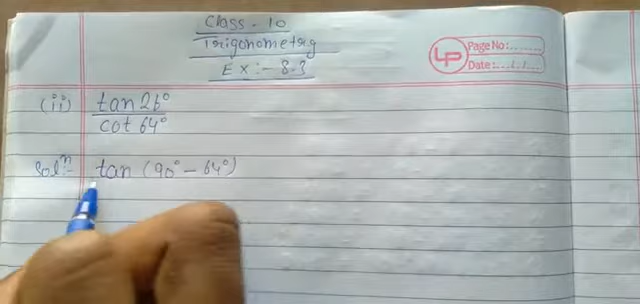 Class - 10
Trigonometry
Ex :- 8.3
LP
Page No:
Date:
(ii) tan 26°
cot 64°
Solⁿ:- tan (90° - 64°)